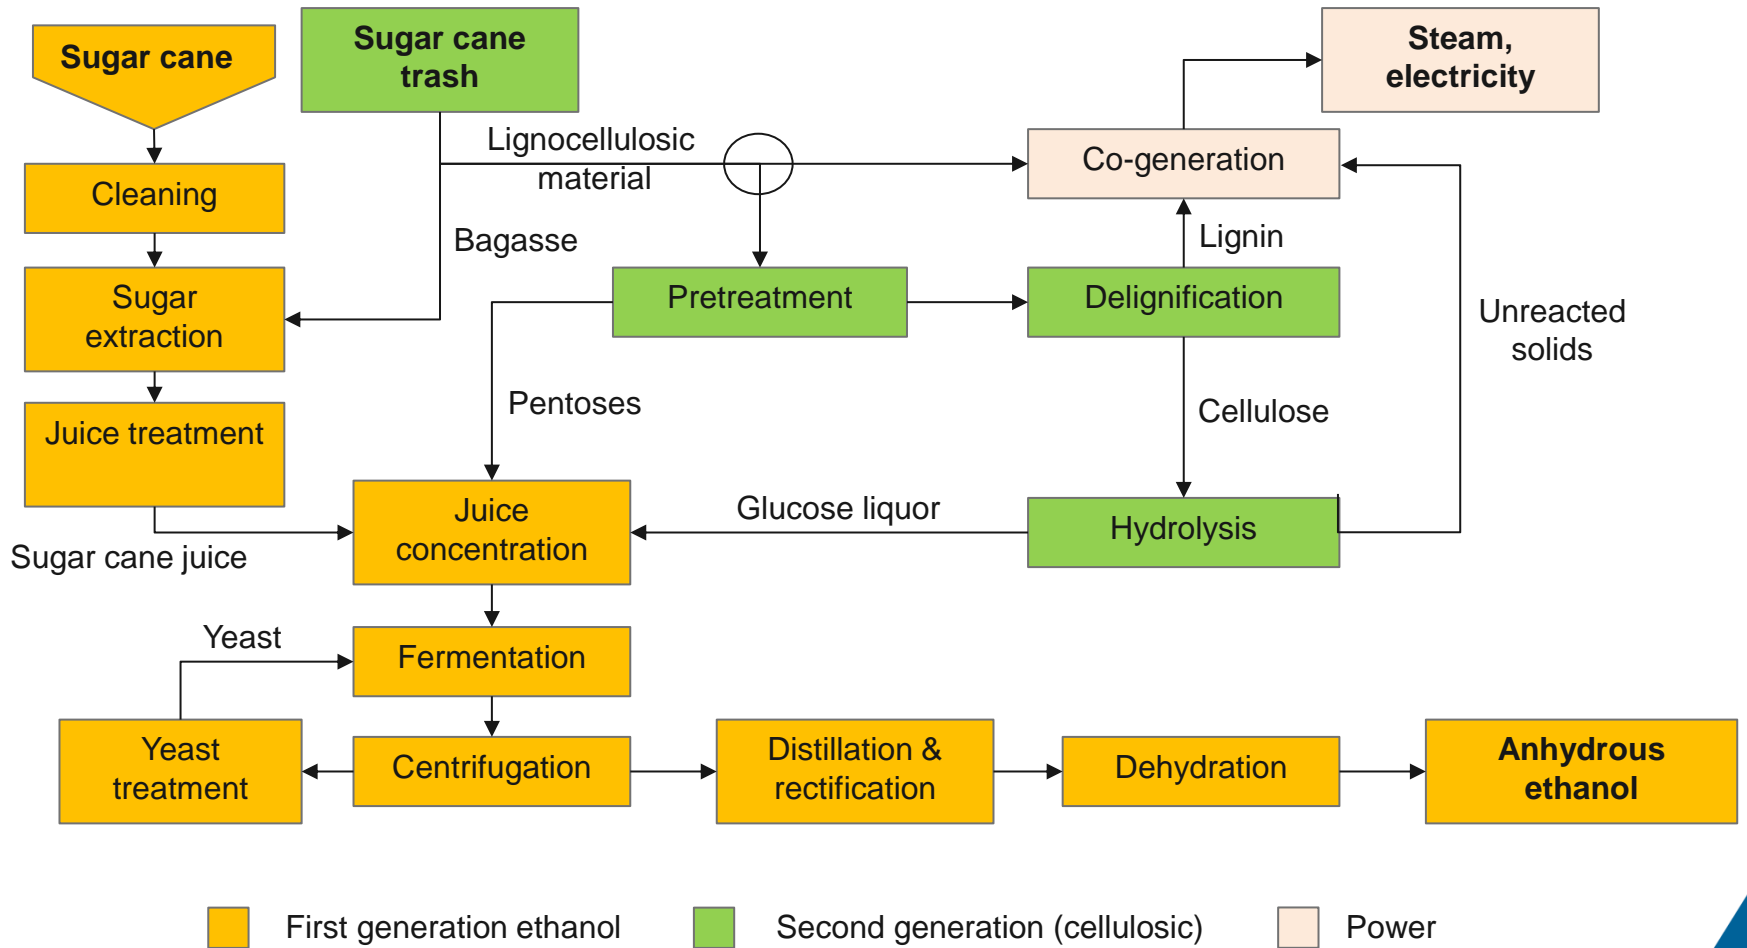 Sugar cane
Sugar cane
trash
Steam,
electricity
Lignocellulosic
material
Co-generation
Cleaning
Bagasse
Lignin
Sugar
extraction
Pretreatment
Delignification
Unreacted
solids
Juice treatment
Pentoses
Cellulose
Sugar cane juice
Juice
concentration
Glucose liquor
Hydrolysis
Yeast
Fermentation
Yeast
treatment
Centrifugation
Distillation &
rectification
Dehydration
Anhydrous
ethanol
First generation ethanol
Second generation (cellulosic)
Power